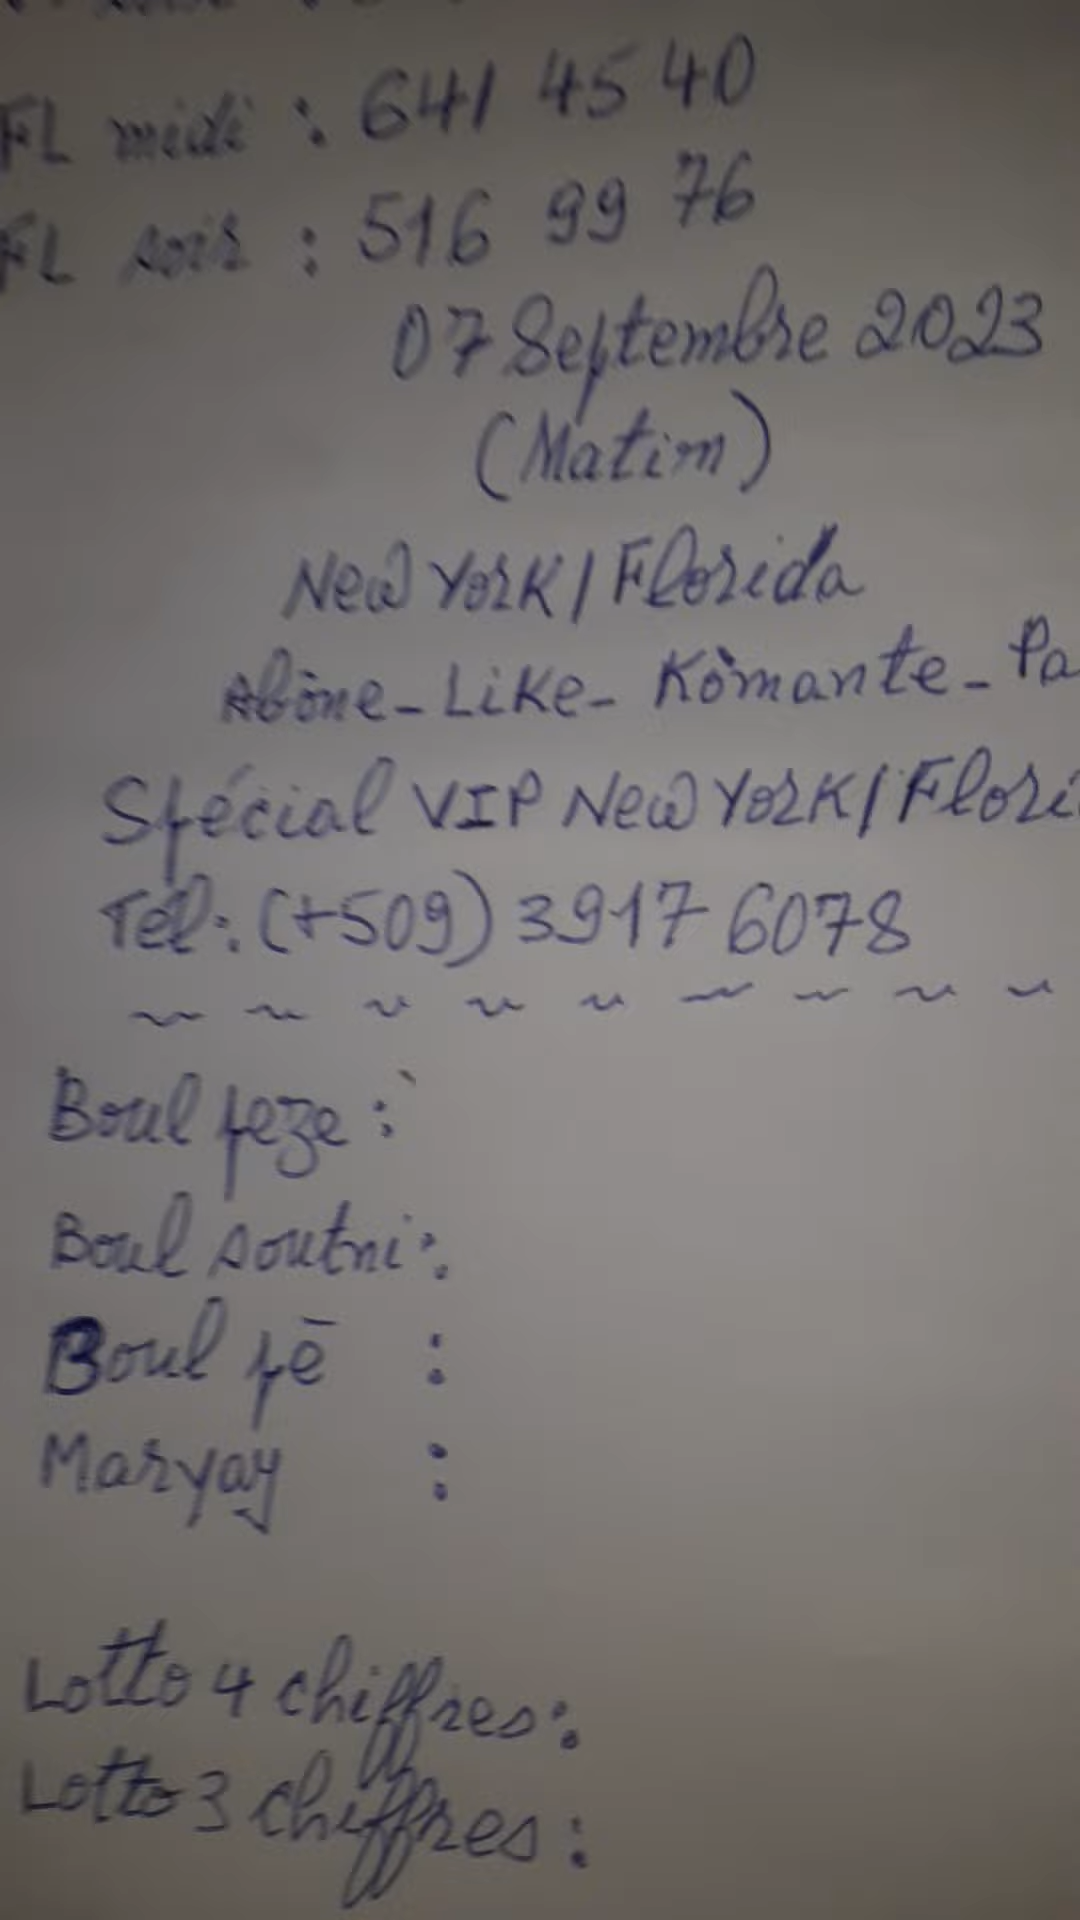 FL midi : 641 45 40
FL soir : 516 99 76
07 Septembre 2023
(Matin)
New York / Florida
Abòne - Like - Kòmante - Pa
Spécial VIP New York / Flori
Tél : (+509) 3917 6078
Boul peze :
Boul soutni :
Boul pè :
Maryaj :
Lotto 4 chiffres :
Lotto 3 chiffres :